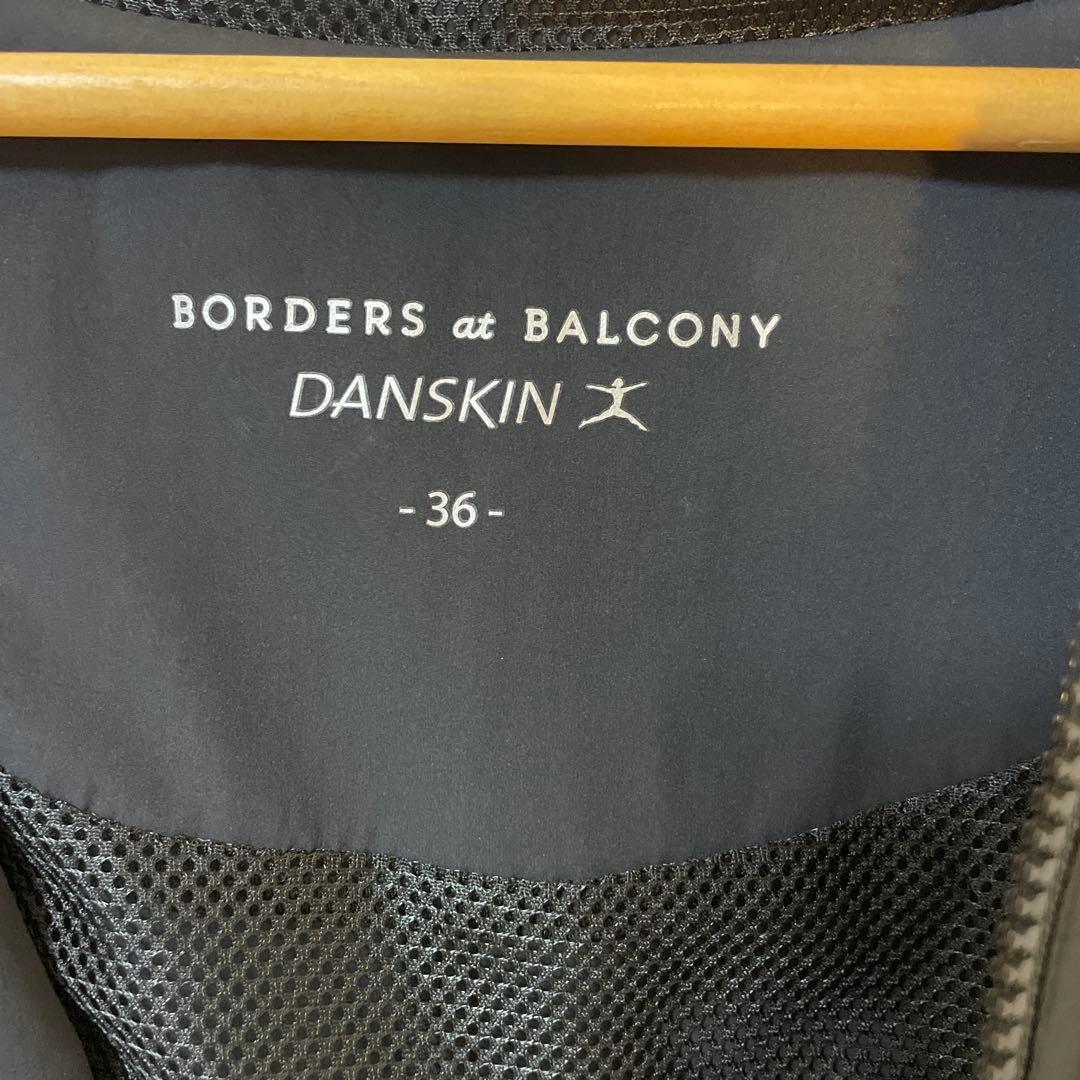 BORDERS at BALCONY
DANSKIN
- 36 -